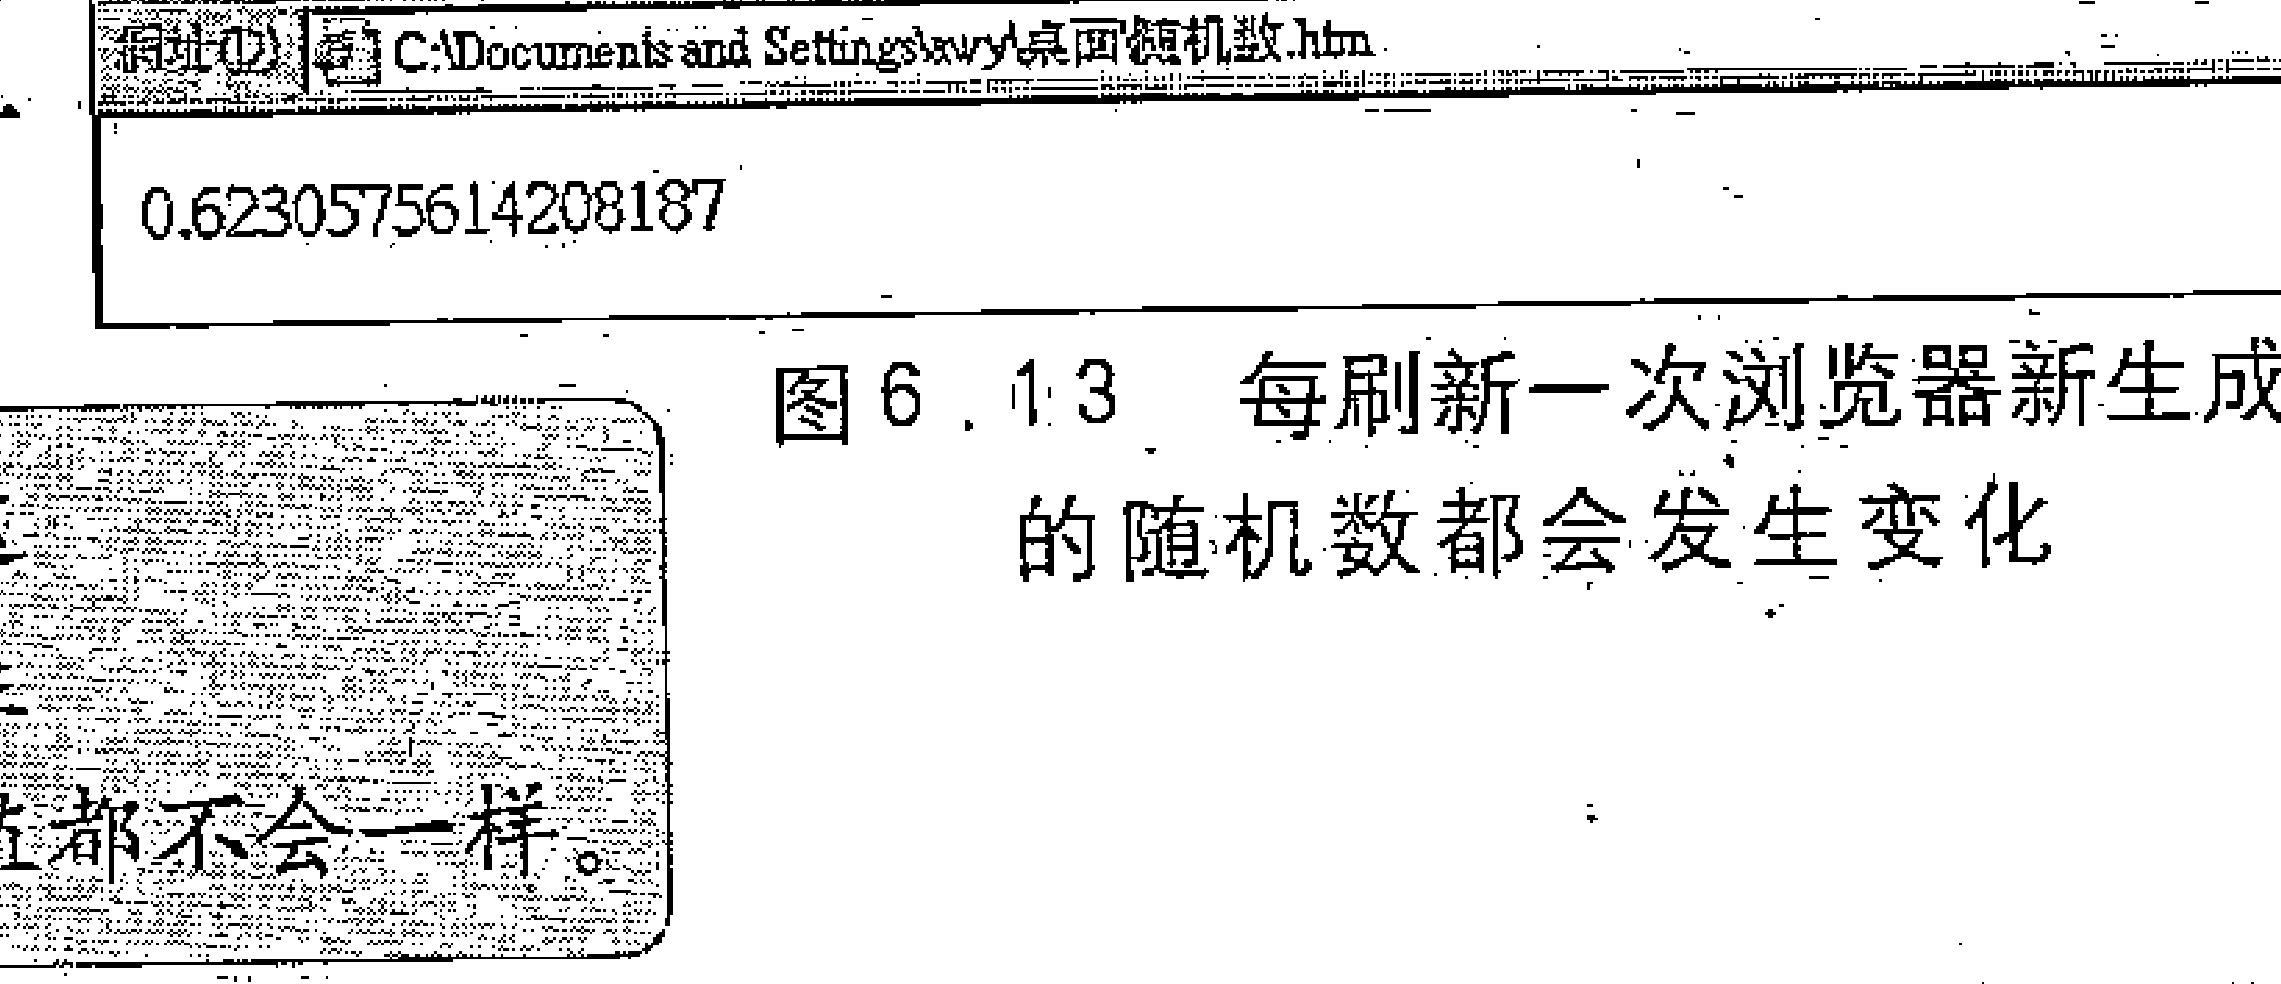 C:\Documents and Settings\xwy\桌面\随机数.htm
0.6230575614208187
图6.13 每刷新一次浏览器新生成
的随机数都会发生变化
都不会一样。